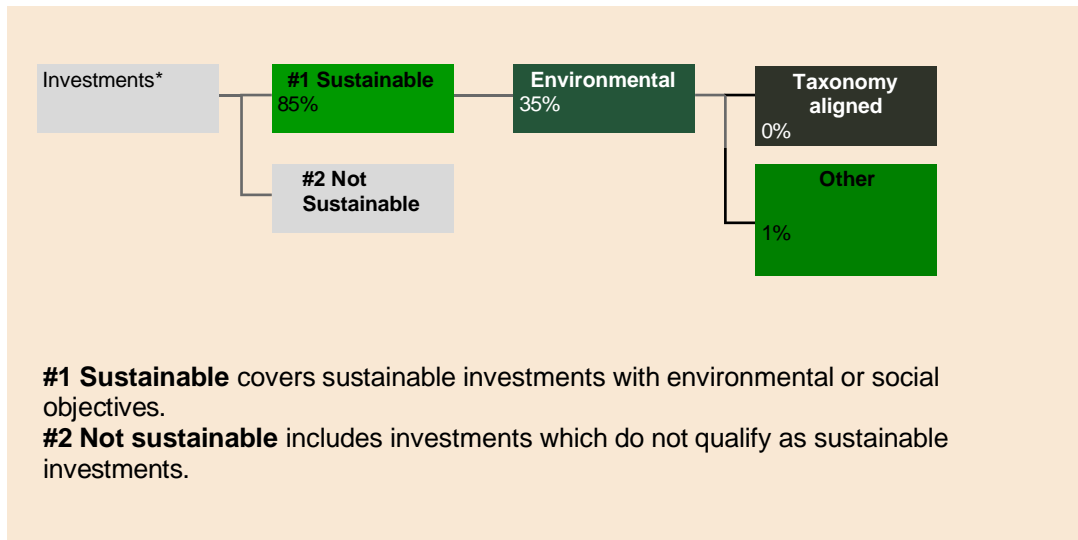 Investments*
#1 Sustainable
85%
Environmental
35%
Taxonomy
aligned
0%
#2 Not
Sustainable
Other
1%
#1 Sustainable covers sustainable investments with environmental or social
objectives.
#2 Not sustainable includes investments which do not qualify as sustainable
investments.